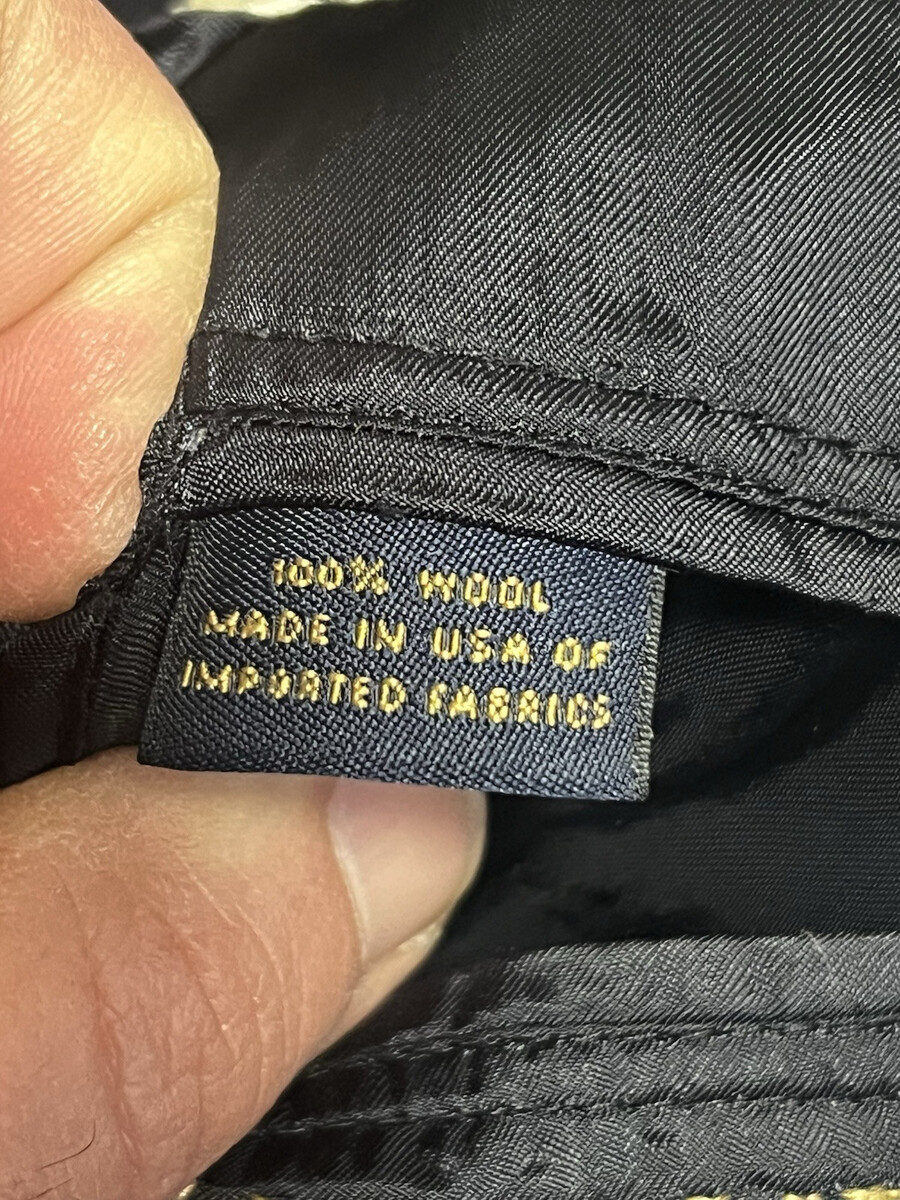 100% WOOL
MADE IN USA OF
IMPORTED FABRICS